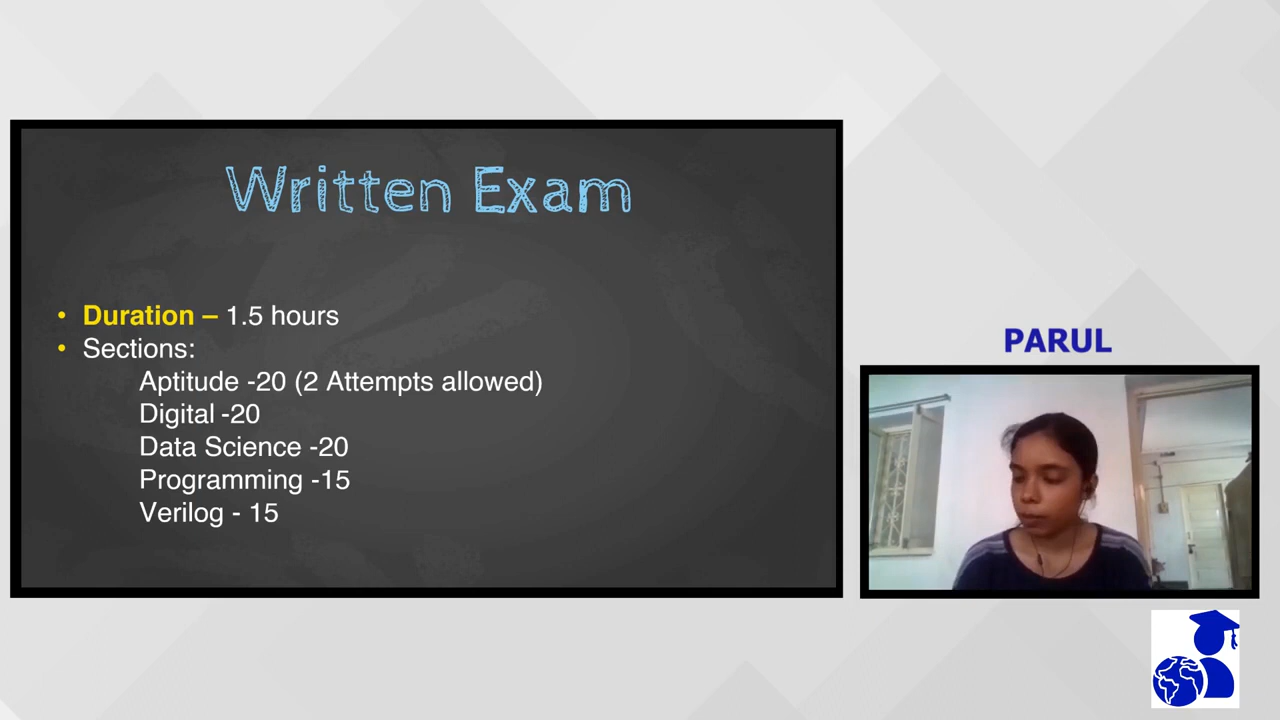 Written Exam
• Duration – 1.5 hours
• Sections:
Aptitude -20 (2 Attempts allowed)
Digital -20
Data Science -20
Programming -15
Verilog - 15
PARUL